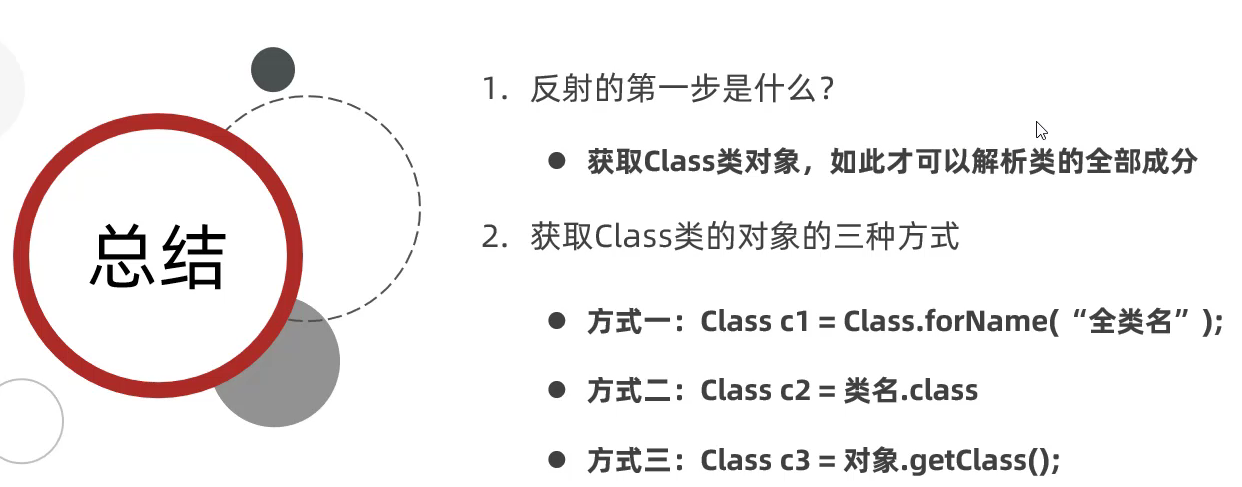 总结
1. 反射的第一步是什么？
● 获取Class类对象，如此才可以解析类的全部成分
2. 获取Class类的对象的三种方式
● 方式一：Class c1 = Class.forName(“全类名”);
● 方式二：Class c2 = 类名.class
● 方式三：Class c3 = 对象.getClass();